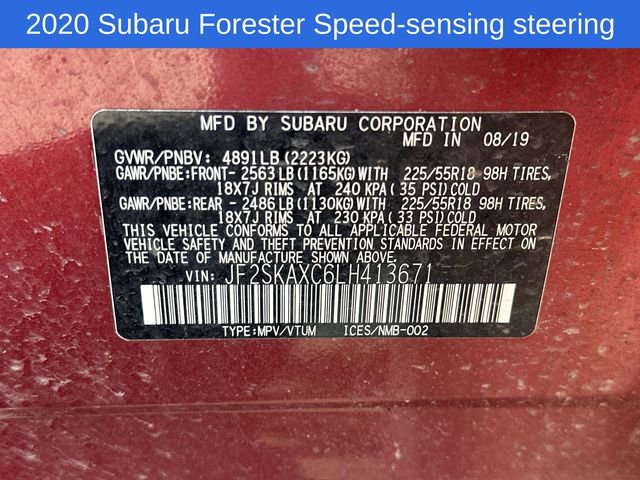 2020 Subaru Forester Speed-sensing steering
MFD BY SUBARU CORPORATION
MFD IN 08/19
GVWR/PNBV: 4891LB(2223KG)
GAWR/PNBE:FRONT- 2563LB(1165KG)WITH 225/55R18 98H TIRES,
18X7J RIMS AT 240 KPA(35 PSI)COLD
GAWR/PNBE:REAR - 2486LB(1130KG)WITH 225/55R18 98H TIRES,
18X7J RIMS AT 230 KPA(33 PSI)COLD
THIS VEHICLE CONFORMS TO ALL APPLICABLE FEDERAL MOTOR
VEHICLE SAFETY AND THEFT PREVENTION STANDARDS IN EFFECT ON
THE DATE OF MANUFACTURE SHOWN ABOVE.
VIN: JF2SKAXC6LH413671
TYPE:MPV/VTUM ICES/NMB-002